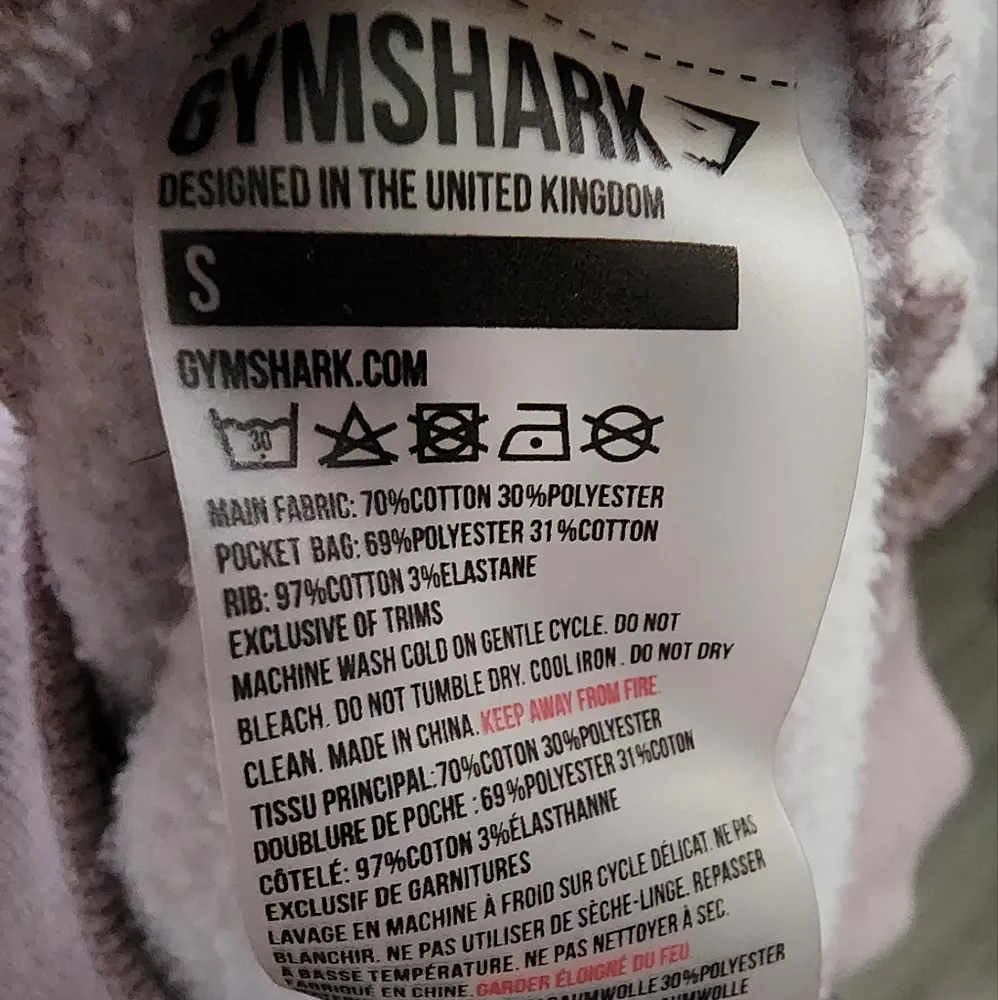 GYMSHARK
DESIGNED IN THE UNITED KINGDOM
S
GYMSHARK.COM
30
MAIN FABRIC: 70%COTTON 30%POLYESTER
POCKET BAG: 69%POLYESTER 31%COTTON
RIB: 97%COTTON 3%ELASTANE
EXCLUSIVE OF TRIMS
MACHINE WASH COLD ON GENTLE CYCLE. DO NOT
BLEACH. DO NOT TUMBLE DRY. COOL IRON. DO NOT DRY
CLEAN. MADE IN CHINA. KEEP AWAY FROM FIRE
TISSU PRINCIPAL:70%COTON 30%POLYESTER
DOUBLURE DE POCHE :69%POLYESTER 31%COTON
CÔTELÉ: 97%COTON 3%ÉLASTHANNE
EXCLUSIF DE GARNITURES
LAVAGE EN MACHINE À FROID SUR CYCLE DÉLICAT. NE PAS
BLANCHIR. NE PAS UTILISER DE SÈCHE-LINGE. REPASSER
À BASSE TEMPÉRATURE. NE PAS NETTOYER À SEC.
FABRIQUÉ EN CHINE. GARDER ÉLOIGNÉ DU FEU
30%POLYESTER